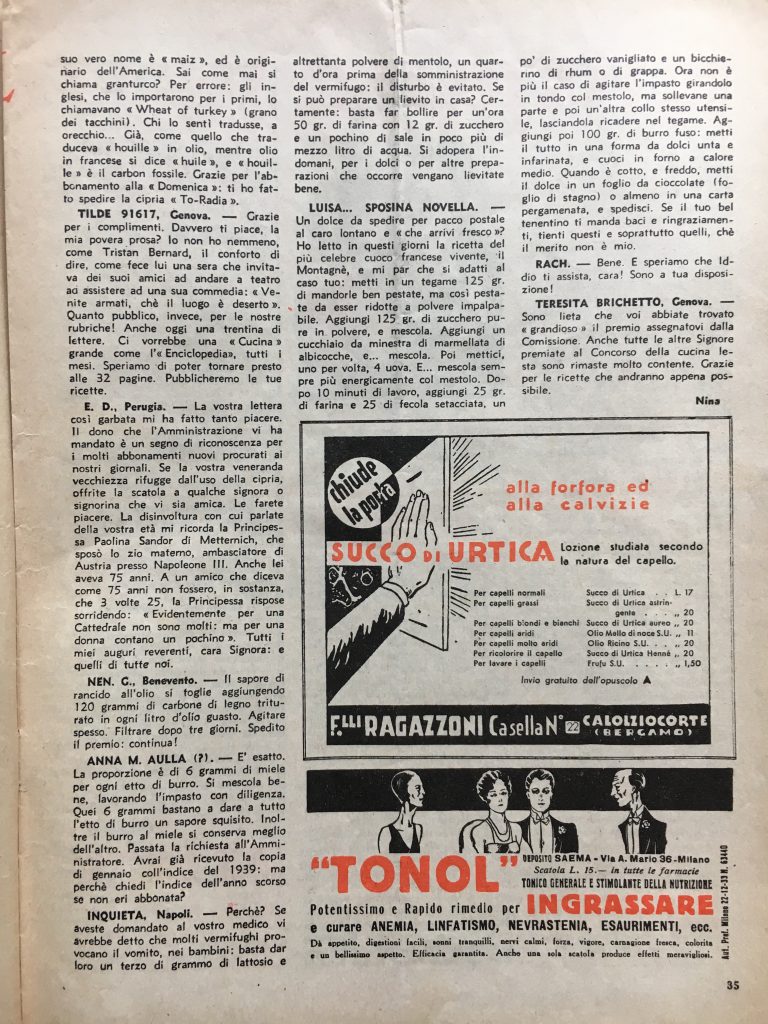 suo vero nome è « maiz », ed è origi-
nario dell'America. Sai come mai si
chiama granturco? Per errore: gli in-
glesi, che lo importarono per i primi, lo
chiamavano « Wheat of turkey » (grano
dei tacchini). Chi lo sentì tradusse, a
orecchio... Già, come quello che tra-
duceva « houille » in olio, mentre olio
in francese si dice « huile », e « houil-
le » è il carbon fossile. Grazie per l'ab-
bonamento alla « Domenica »: ti ho fat-
to spedire la cipria « To-Radia ».
TILDE 91617, Genova. — Grazie
per i complimenti. Davvero ti piace, la
mia povera prosa? Io non ho nemmeno,
come Tristan Bernard, il conforto di
dire, come fece lui una sera che invita-
va dei suoi amici ad andare a teatro
ad assistere ad una sua commedia: « Ve-
nite armati, chè il luogo è deserto ».
Quanto pubblico, invece, per le nostre
rubriche! Anche oggi una trentina di
lettere. Ci vorrebbe una « Cucina »
grande come l'« Enciclopedia», tutti i
mesi. Speriamo di poter tornare presto
alle 32 pagine. Pubblicheremo le tue
ricette.
E. D., Perugia. — La vostra lettera
così garbata mi ha fatto tanto piacere.
Il dono che l'Amministrazione vi ha
mandato è un segno di riconoscenza per
i molti abbonamenti nuovi procurati ai
nostri giornali. Se la vostra veneranda
vecchiezza rifugge dall'uso della cipria,
offrite la scatola a qualche signora o
signorina che vi sia amica. Le farete
piacere. La disinvoltura con cui parlate
della vostra età mi ricorda la Principes-
sa Paolina Sandor di Metternich, che
sposò lo zio materno, ambasciatore di
Austria presso Napoleone III. Anche lei
aveva 75 anni. A un amico che diceva
come 75 anni non fossero, in sostanza,
che 3 volte 25, la Principessa rispose
sorridendo: « Evidentemente per una
Cattedrale non sono molti: ma per una
donna contano un pochino ». Tutti i
miei auguri reverenti, cara Signora: e
quelli di tutte noi.
NEN. G., Benevento. — Il sapore di
rancido all'olio si foglie aggiungendo
120 grammi di carbone di legno tritu-
rato in ogni litro d'olio guasto. Agitare
spesso. Filtrare dopo tre giorni. Spedito
il premio: continua!
ANNA M. AULLA (?). — E' esatto.
La proporzione è di 6 grammi di miele
per ogni etto di burro. Si mescola be-
ne, lavorando l'impasto con diligenza.
Quei 6 grammi bastano a dare a tutto
l'etto di burro un sapore squisito. Inol-
tre il burro al miele si conserva meglio
dell'altro. Passata la richiesta all'Ammi-
nistratore. Avrai già ricevuto la copia
di gennaio coll'indice del 1939: ma
perchè chiedi l'indice dell'anno scorso
se non eri abbonata?
INQUIETA, Napoli. — Perchè? Se
aveste domandato al vostro medico vi
avrebbe detto che molti vermifughi pro-
vocano il vomito, nei bambini: basta dar
loro un terzo di grammo di lattosio e
altrettanta polvere di mentolo, un quar-
to d'ora prima della somministrazione
del vermifugo: il disturbo è evitato. Se
si può preparare un lievito in casa? Cer-
tamente: basta far bollire per un'ora
50 gr. di farina con 12 gr. di zucchero
e un pochino di sale in poco più di
mezzo litro di acqua. Si adopera l'in-
domani, per i dolci o per altre prepa-
razioni che occorre vengano lievitate
bene.
LUISA... SPOSINA NOVELLA. —
Un dolce da spedire per pacco postale
al caro lontano e « che arrivi fresco »?
Ho letto in questi giorni la ricetta del
più celebre cuoco francese vivente, il
Montagnè, e mi par che si adatti al
caso tuo: metti in un tegame 125 gr.
di mandorle ben pestate, ma così pesta-
te da esser ridotte a polvere impalpa-
bile. Aggiungi 125 gr. di zucchero pu-
re in polvere, e mescola. Aggiungi un
cucchiaio da minestra di marmellata di
albicocche, e... mescola. Poi metticì,
uno per volta, 4 uova. E... mescola sem-
pre più energicamente col mestolo. Do-
po 10 minuti di lavoro, aggiungi 25 gr.
di farina e 25 di fecola setacciata, un
po' di zucchero vanigliato e un bicchie-
rino di rhum o di grappa. Ora non è
più il caso di agitare l'impasto girandolo
in tondo col mestolo, ma sollevane una
parte e poi un'altra collo stesso utensi-
le, lasciandola ricadere nel tegame. Ag-
giungi poi 100 gr. di burro fuso: metti
il tutto in una forma da dolci unta e
infarinata, e cuoci in forno a calore
medio. Quando è cotto, e freddo, metti
il dolce in un foglio da cioccolate (fo-
glio di stagno) o almeno in una carta
pergamenata, e spedisci. Se il tuo bel
tenentino ti manda baci e ringraziamen-
ti, tienti questi e soprattutto quelli, chè
il merito non è mio.
RACH. — Bene. E speriamo che Id-
dio ti assista, cara! Sono a tua disposi-
zione!
TERESITA BRICHETTO, Genova. —
Sono lieta che voi abbiate trovato
« grandioso » il premio assegnatovi dalla
Comissione. Anche tutte le altre Signore
premiate al Concorso della cucina le-
sta sono rimaste molto contente. Grazie
per le ricette che andranno appena pos-
sibile.
Nina
chiude
la porta
alla forfora ed
alla calvizie
SUCCO DI URTICA
Lozione studiata secondo
la natura del capello.
Per capelli normali Succo di Urtica . . L. 17
Per capelli grassi Succo di Urtica astrin-
gente . . . . „ 20
Per capelli biondi e bianchi Succo di Urtica aureo „ 20
Per capelli aridi Olio Mallo di noce S.U. „ 11
Per capelli molto aridi Olio Ricino S.U. . . „ 20
Per ricolorire il capello Succo di Urtica Henné „ 20
Per lavare i capelli Frufu S.U. . . . . „ 1,50
Invio gratuito dell'opuscolo A
F.LLI RAGAZZONI Casella N° 22 CALOLZIOCORTE
(BERGAMO)
"TONOL"
DEPOSITO SAEMA - Via A. Mario 36 - Milano
Scatola L. 15.— in tutte le farmacie
TONICO GENERALE E STIMOLANTE DELLA NUTRIZIONE
Potentissimo e Rapido rimedio per INGRASSARE
e curare ANEMIA, LINFATISMO, NEVRASTENIA, ESAURIMENTI, ecc.
Dà appetito, digestioni facili, sonni tranquilli, nervi calmi, forza, vigore, carnagione fresca, colorita
e un bellissimo aspetto. Efficacia garantita. Anche una sola scatola produce effetti meravigliosi.
Aut. Pref. Milano 22-12-33 N. 63440
35